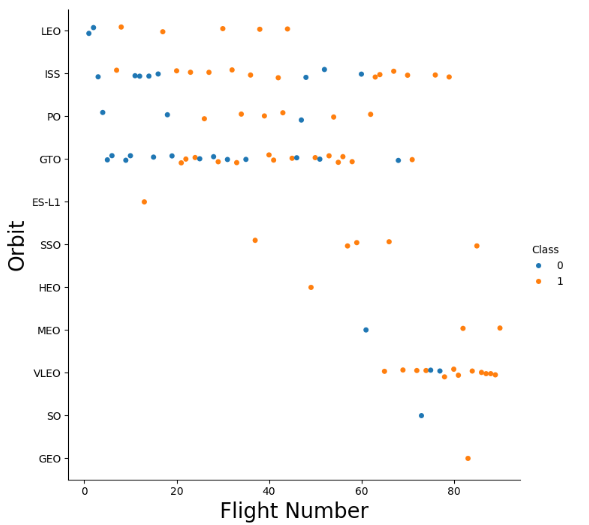 LEO
ISS
PO
GTO
ES-L1
SSO
HEO
MEO
VLEO
SO
GEO
Orbit
0 20 40 60 80
Flight Number
Class
0
1